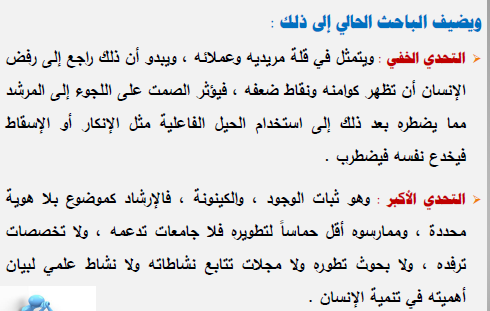 ويضيف الباحث الحالي إلى ذلك :
التحدي الخفي : ويتمثل في قلة مريديه وعملائه ، ويبدو أن ذلك راجع إلى رفض
الإنسان أن تظهر كوامنه ونقاط ضعفه ، فيؤثر الصمت على اللجوء إلى المرشد
مما يضطره بعد ذلك إلى استخدام الحيل الفاعلية مثل الإنكار أو الإسقاط
فيخدع نفسه فيضطرب .
التحدي الأكبر : وهو ثبات الوجود ، والكينونة ، فالإرشاد كموضوع بلا هوية
محددة ، وممارسوه أقل حماساً لتطويره فلا جامعات تدعمه ، ولا تخصصات
ترفده ، ولا بحوث تطوره ولا مجلات تتابع نشاطاته ولا نشاط علمي لبيان
أهميته في تنمية الإنسان .